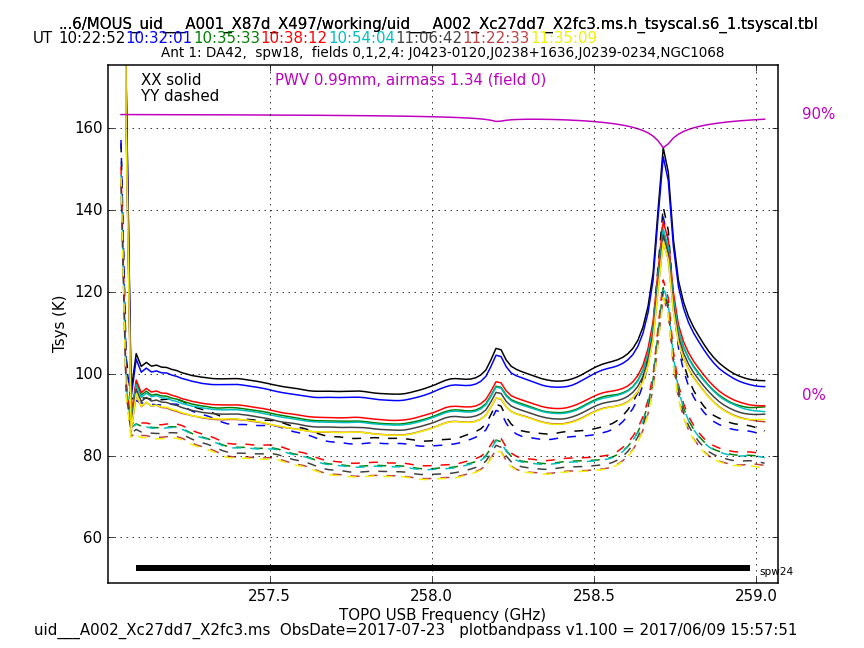 ...6/MOUS_uid___A001_X87d_X497/working/uid___A002_Xc27dd7_X2fc3.ms.h_tsyscal.s6_1.tsyscal.tbl
UT 10:22:52 10:32:01 10:35:33 10:38:12 10:54:04 11:06:42 11:22:33 11:35:09
Ant 1: DA42, spw18, fields 0,1,2,4: J0423-0120,J0238+1636,J0239-0234,NGC1068
XX solid
YY dashed
PWV 0.99mm, airmass 1.34 (field 0)
90%
0%
160
140
120
100
80
60
Tsys (K)
spw24
257.5 258.0 258.5 259.0
TOPO USB Frequency (GHz)
uid___A002_Xc27dd7_X2fc3.ms ObsDate=2017-07-23 plotbandpass v1.100 = 2017/06/09 15:57:51